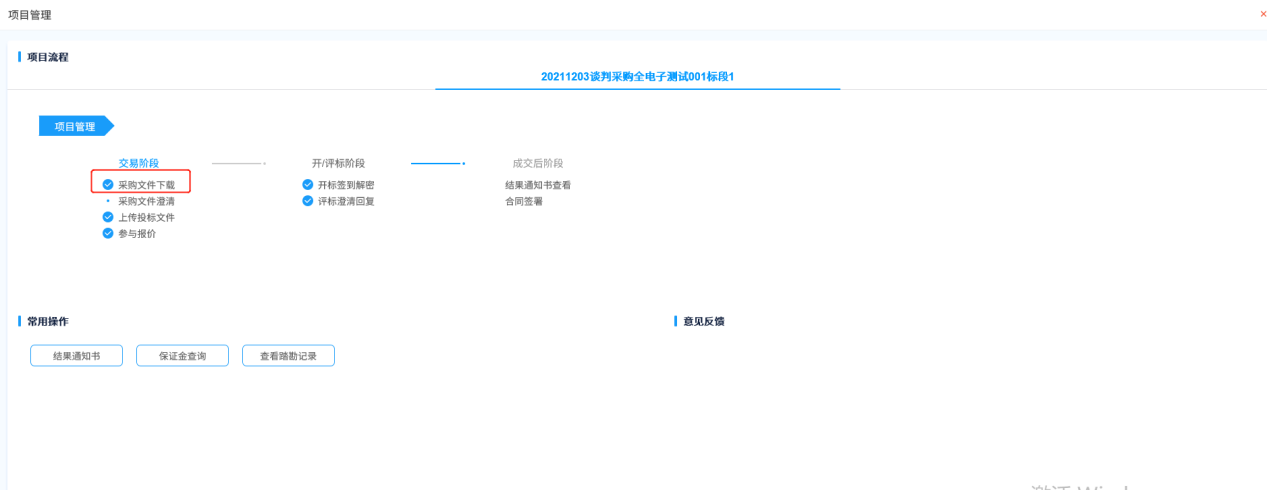 项目管理
×
项目流程
20211203谈判采购全电子测试001标段1
项目管理
交易阶段
采购文件下载
采购文件澄清
上传投标文件
参与报价
开/评标阶段
开标签到解密
评标澄清回复
成交后阶段
结果通知书查看
合同签署
常用操作
结果通知书
保证金查询
查看踏勘记录
意见反馈